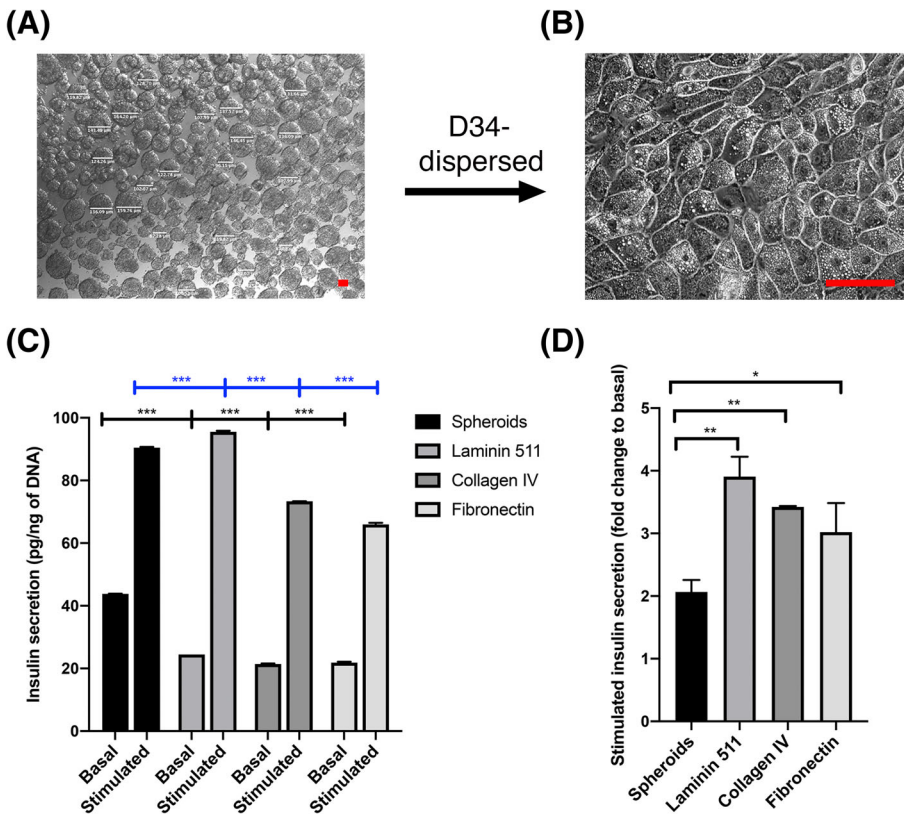 (A)
(B)
D34-
dispersed
(C)
(D)
***
***
***
***
***
***
Insulin secretion (pg/ng of DNA)
100
80
60
40
20
0
Basal
Stimulated
Basal
Stimulated
Basal
Stimulated
Basal
Stimulated
Spheroids
Laminin 511
Collagen IV
Fibronectin
*
**
**
Stimulated insulin secretion (fold change to basal)
5
4
3
2
1
0
Spheroids
Laminin 511
Collagen IV
Fibronectin